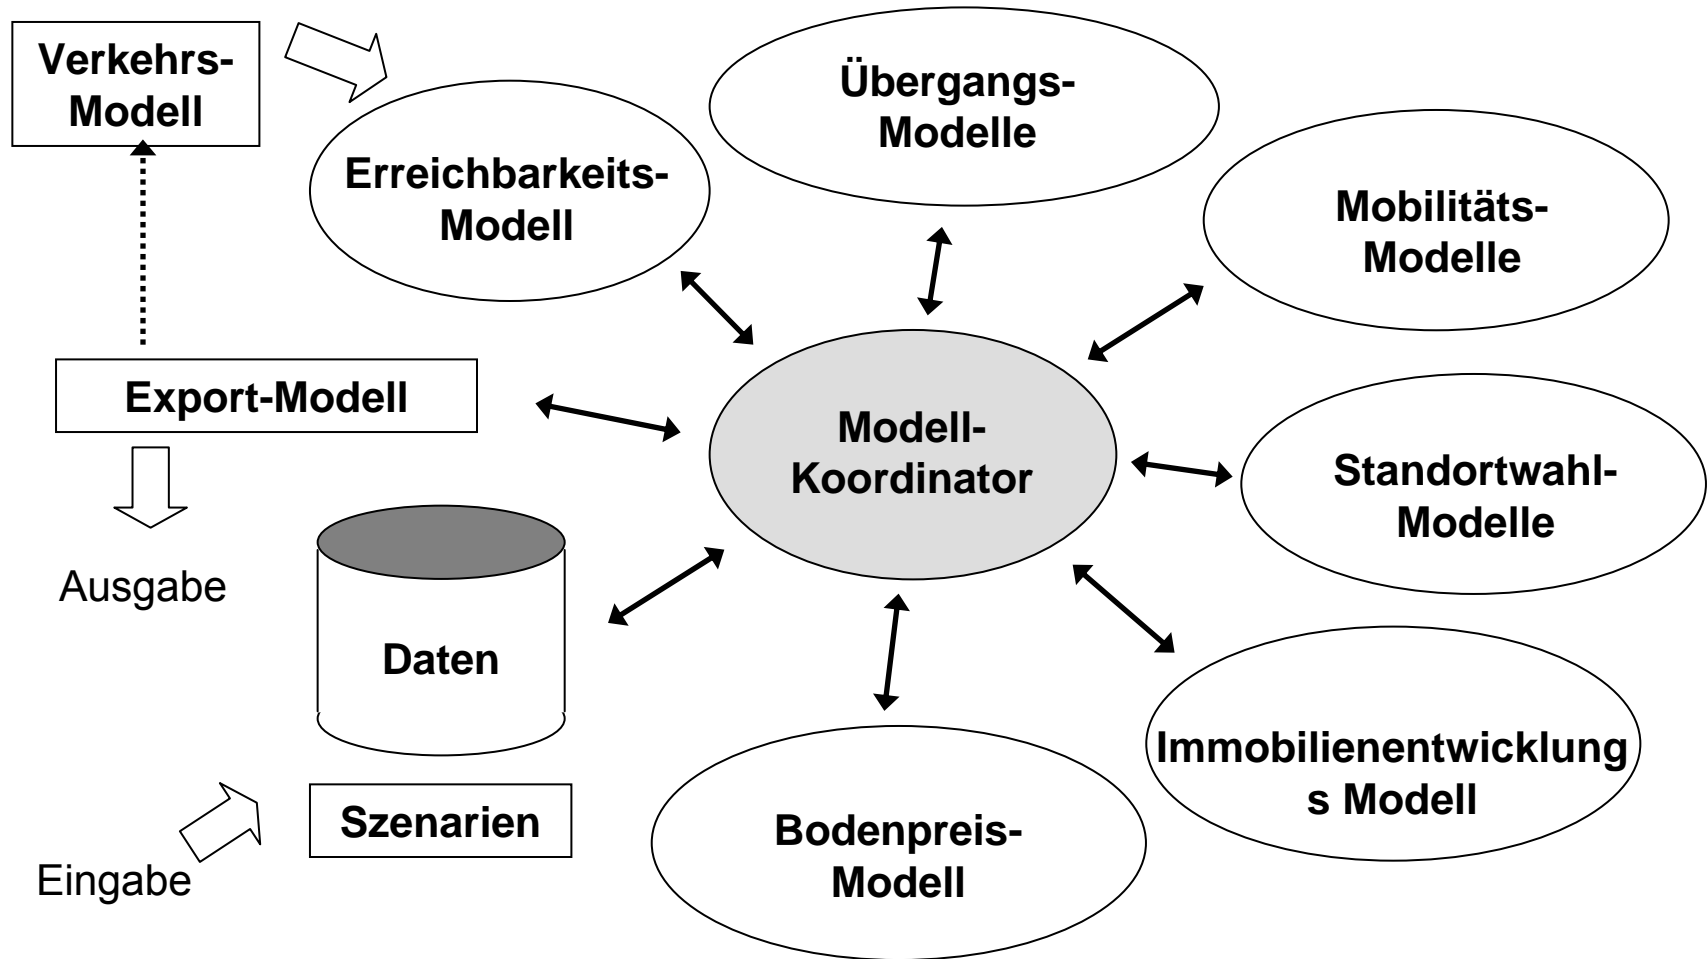 Verkehrs-
Modell
Übergangs-
Modelle
Erreichbarkeits-
Modell
Mobilitäts-
Modelle
Export-Modell
Modell-
Koordinator
Standortwahl-
Modelle
Ausgabe
Daten
Immobilienentwicklung
s Modell
Szenarien
Bodenpreis-
Modell
Eingabe